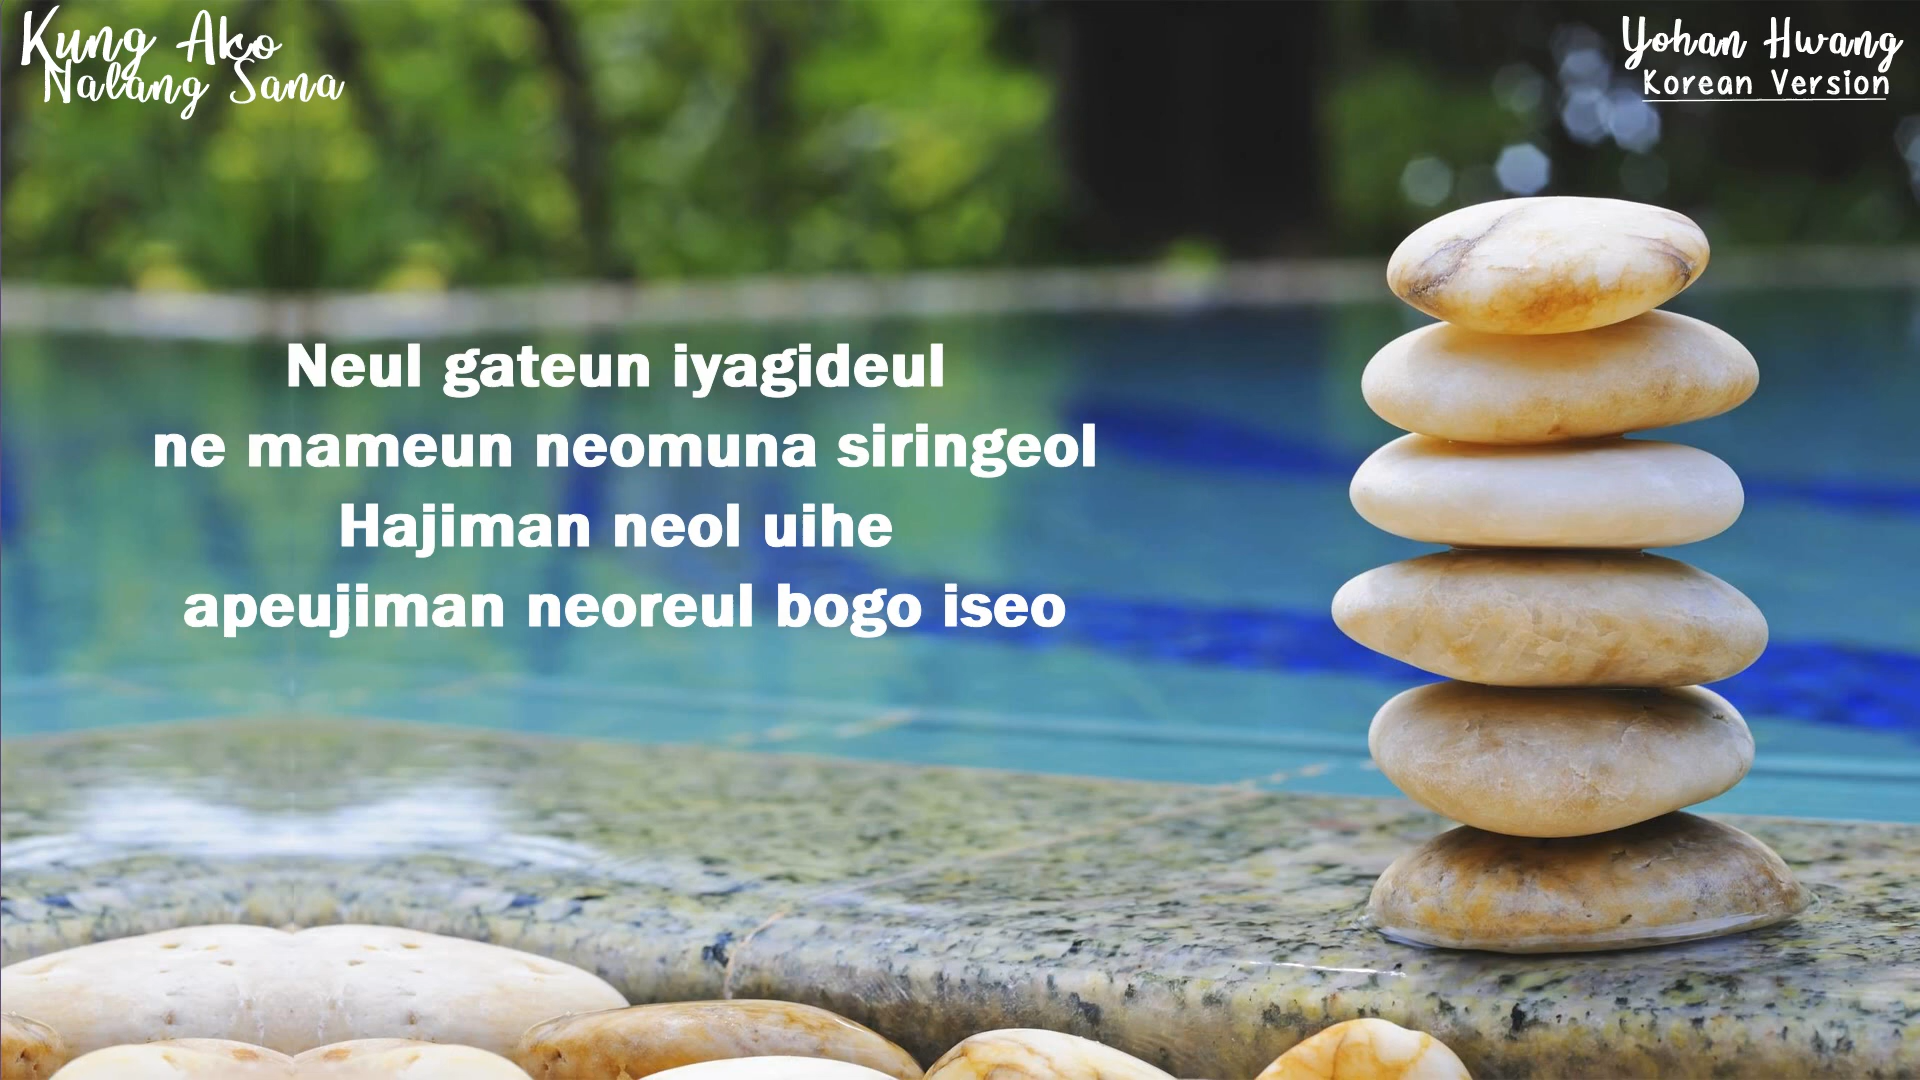 Kung Ako
Nalang Sana
Yohan Hwang
Korean Version
Neul gateun iyagideul
ne mameun neomuna siringeol
Hajiman neol uihe
apeujiman neoreul bogo iseo